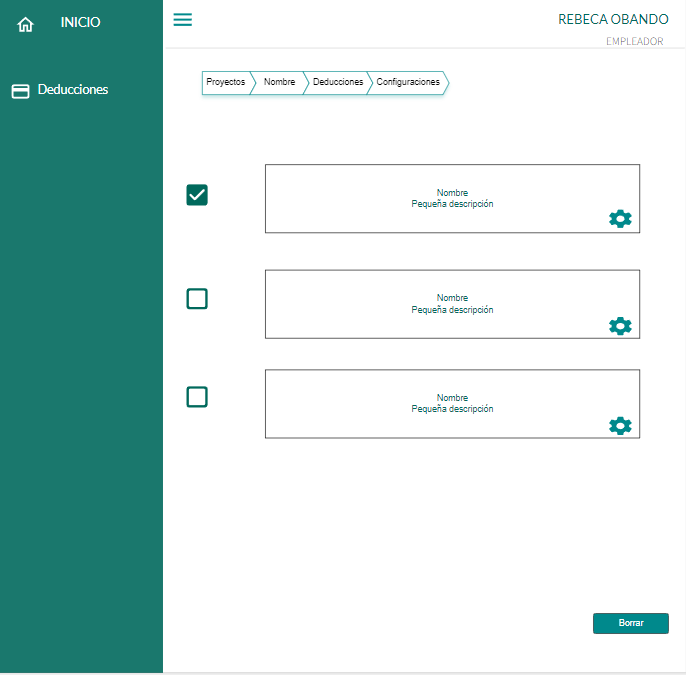 INICIO
Deducciones
REBECA OBANDO
EMPLEADOR
Proyectos Nombre Deducciones Configuraciones
Nombre
Pequeña descripción
Nombre
Pequeña descripción
Nombre
Pequeña descripción
Borrar